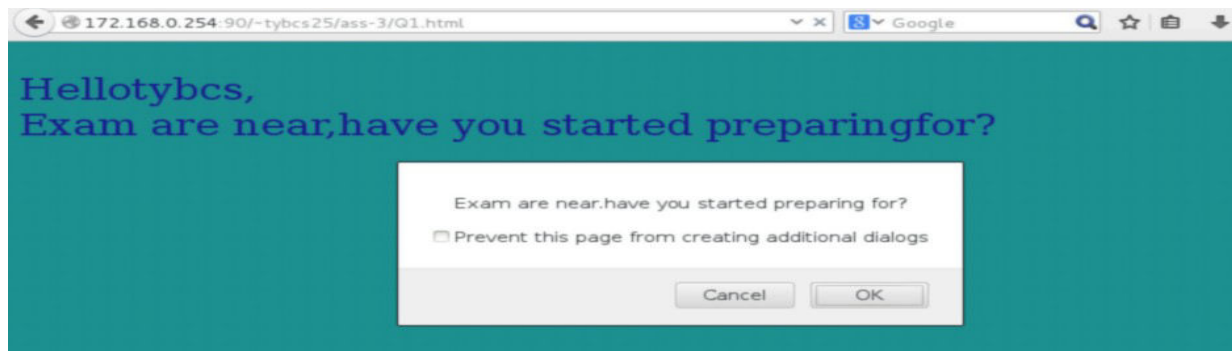 172.168.0.254:90/~tybcs25/ass-3/Q1.html
Google
Hellotybcs,
Exam are near,have you started preparingfor?
Exam are near.have you started preparing for?
Prevent this page from creating additional dialogs
Cancel
OK